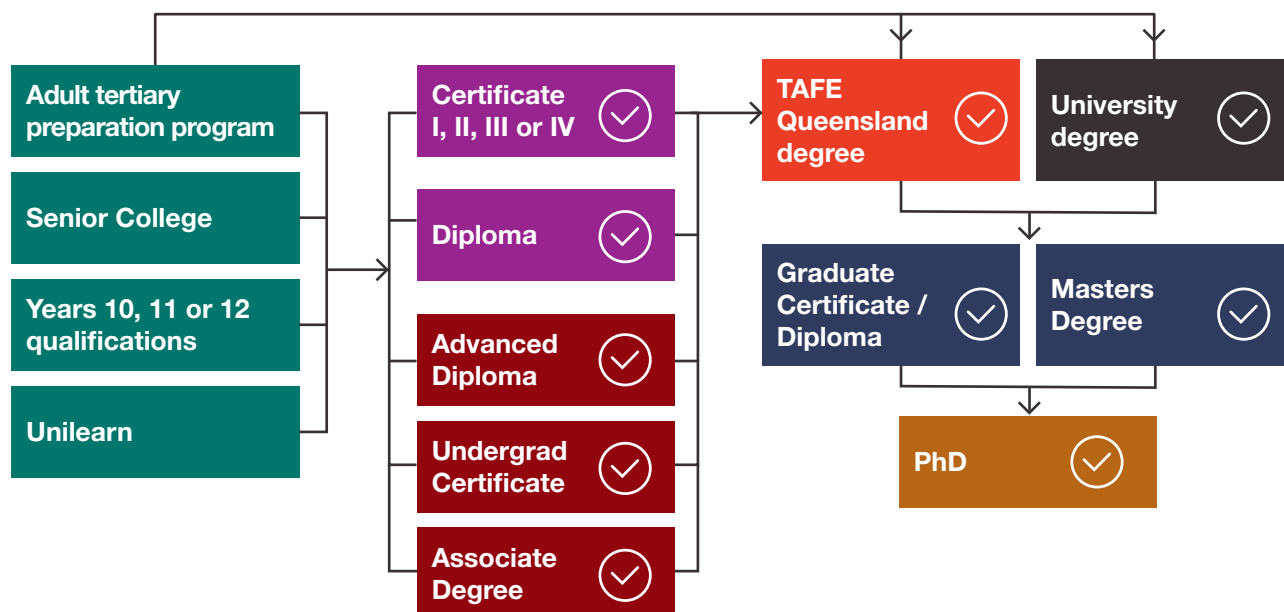 Adult tertiary
preparation program
Senior College
Years 10, 11 or 12
qualifications
Unilearn
Certificate
I, II, III or IV
Diploma
Advanced
Diploma
Undergrad
Certificate
Associate
Degree
TAFE
Queensland
degree
University
degree
Graduate
Certificate /
Diploma
Masters
Degree
PhD